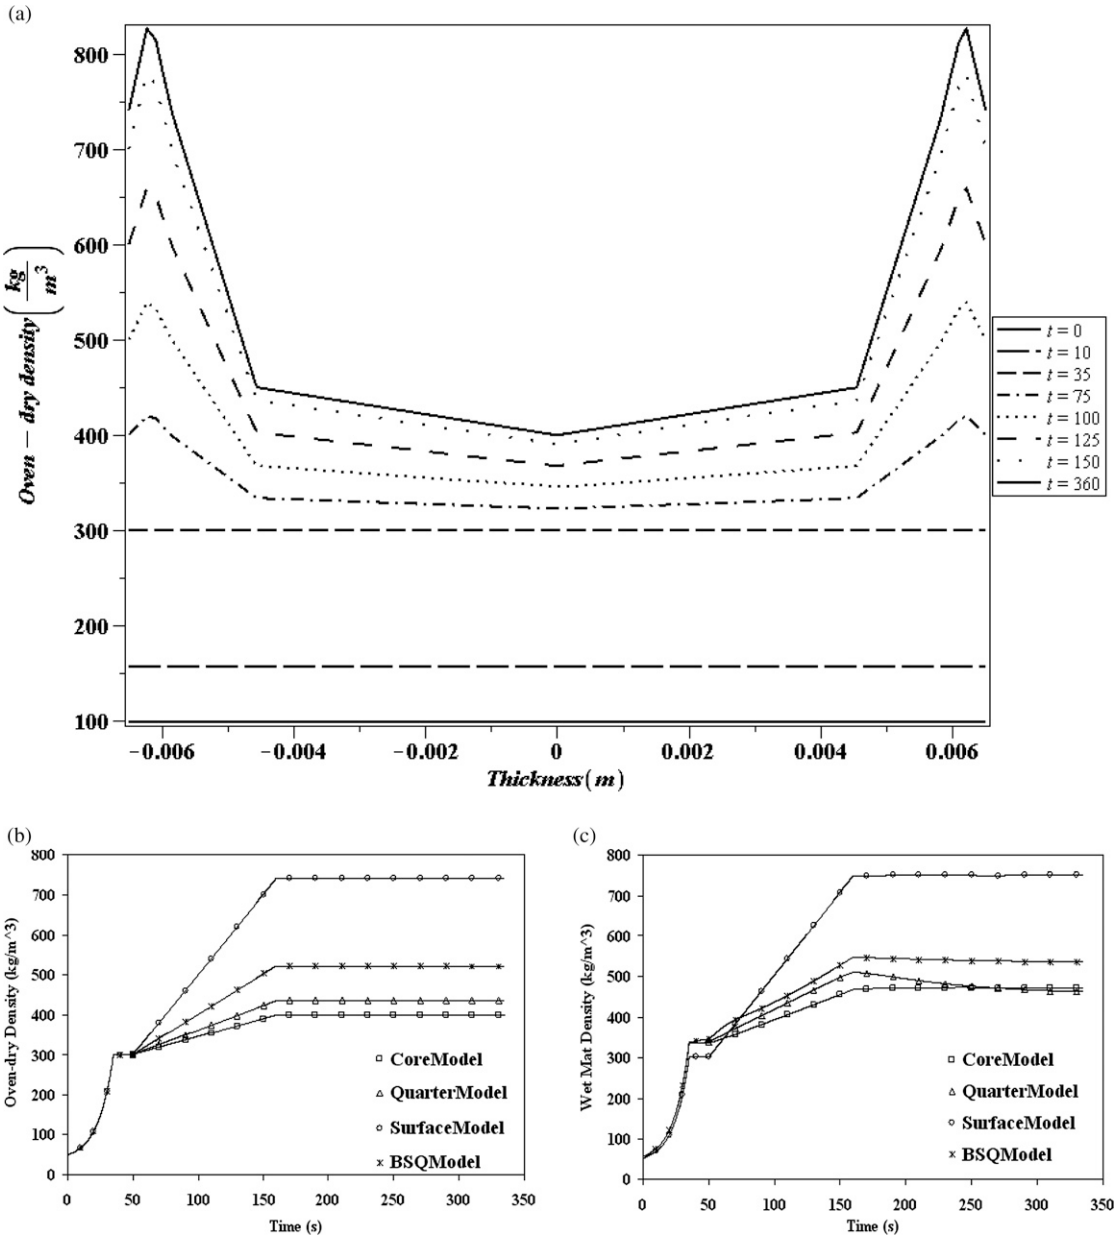 (a)
Oven - dry density (kg/m³)
800
700
600
500
400
300
200
100
−0.006
−0.004
−0.002
0
0.002
0.004
0.006
Thickness(m)
t = 0
t = 10
t = 35
t = 75
t = 100
t = 125
t = 150
t = 360
(b)
Oven-dry Density (kg/m^3)
800
700
600
500
400
300
200
100
0
0
50
100
150
200
250
300
350
Time (s)
CoreModel
QuarterModel
SurfaceModel
BSQModel
(c)
Wet Mat Density (kg/m^3)
800
700
600
500
400
300
200
100
0
0
50
100
150
200
250
300
350
Time (s)
CoreModel
QuarterModel
SurfaceModel
BSQModel